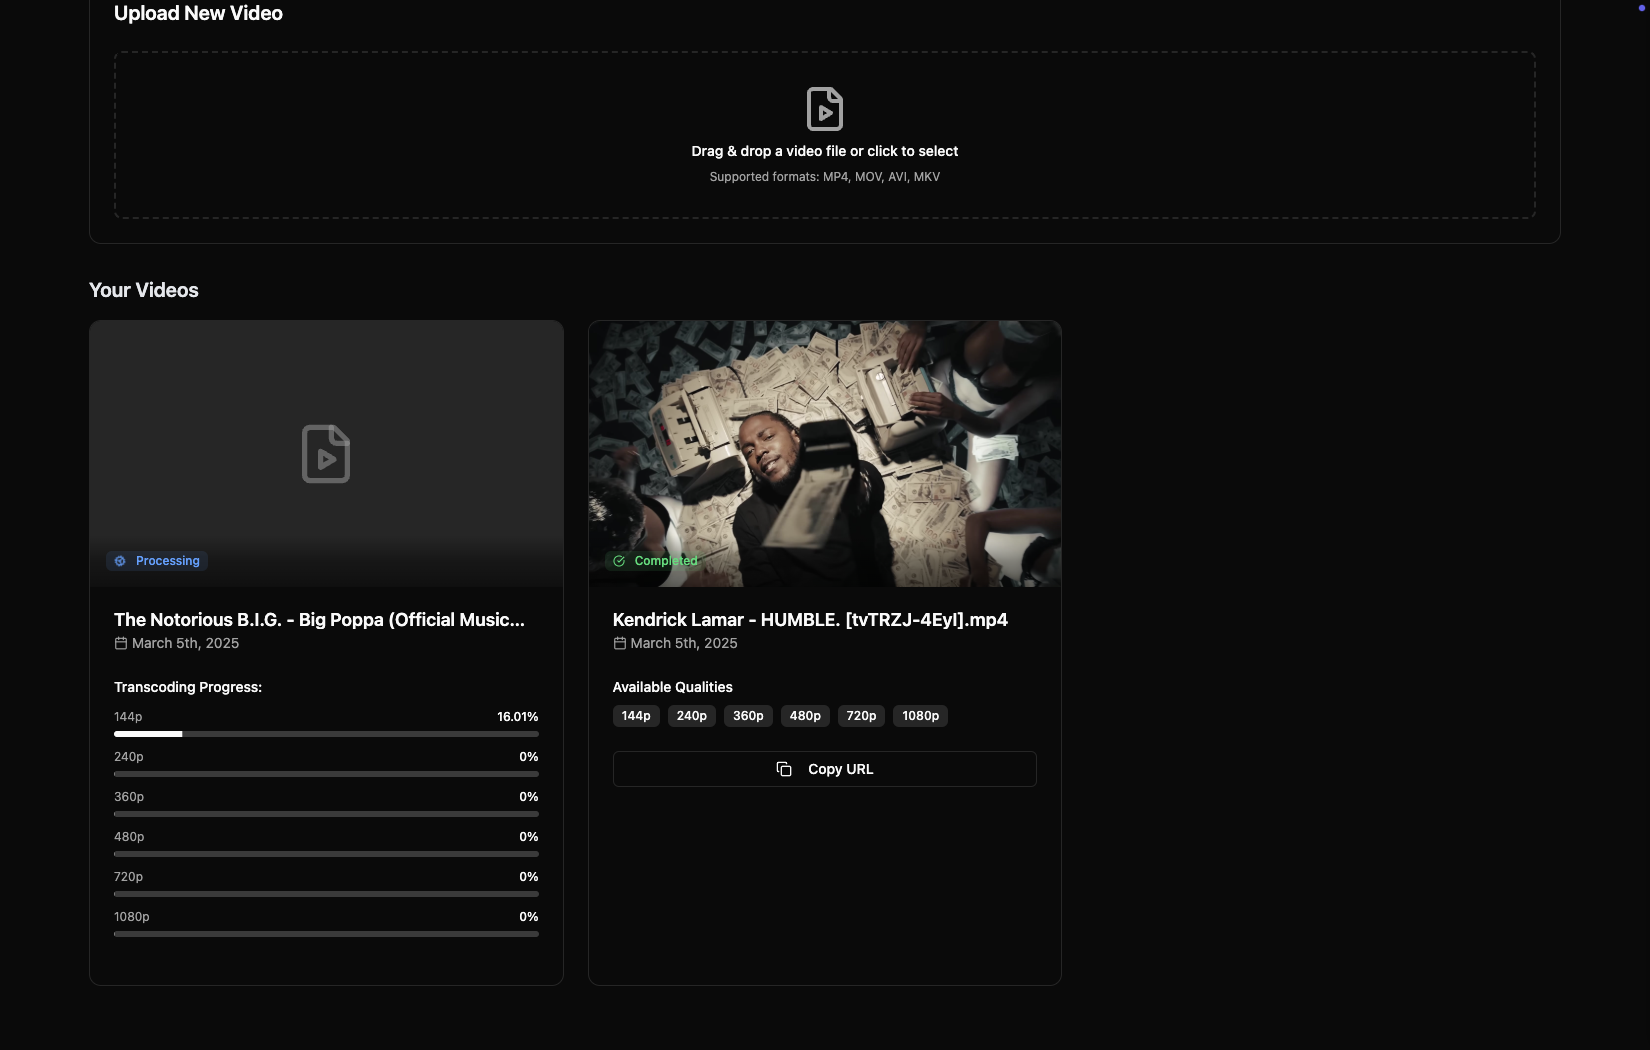 Upload New Video
Drag & drop a video file or click to select
Supported formats: MP4, MOV, AVI, MKV
Your Videos
Processing
The Notorious B.I.G. - Big Poppa (Official Music...
March 5th, 2025
Transcoding Progress:
144p 16.01%
240p 0%
360p 0%
480p 0%
720p 0%
1080p 0%
Completed
Kendrick Lamar - HUMBLE. [tvTRZJ-4EyI].mp4
March 5th, 2025
Available Qualities
144p 240p 360p 480p 720p 1080p
Copy URL